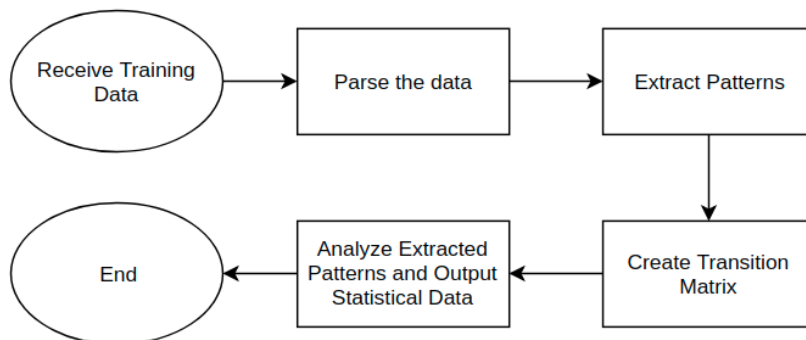 Receive Training
Data
Parse the data
Extract Patterns
Create Transition
Matrix
Analyze Extracted
Patterns and Output
Statistical Data
End